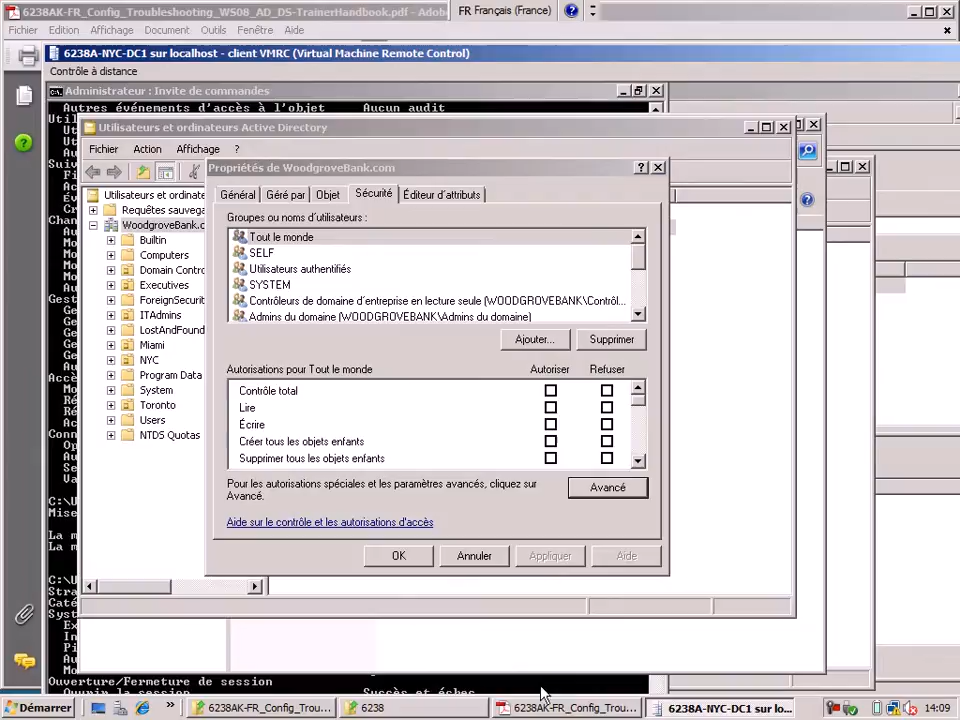 6238AK-FR_Config_Troubleshooting_WS08_AD_DS-TrainerHandbook.pdf - Adob
FR Français (France)
Fichier Edition Affichage Document Outils Fenêtre Aide
6238A-NYC-DC1 sur localhost - client VMRC (Virtual Machine Remote Control)
Contrôle à distance
Administrateur : Invite de commandes
Autres événements d'accès à l'objet Aucun audit
Utilisateurs et ordinateurs Active Directory
Fichier Action Affichage ?
Propriétés de WoodgroveBank.com
Général Géré par Objet Sécurité Éditeur d'attributs
Utilisateurs et ordinate
Requêtes sauvega
WoodgroveBank.c
Builtin
Computers
Domain Contro
Executives
ForeignSecurit
ITAdmins
LostAndFound
Miami
NYC
Program Data
System
Toronto
Users
NTDS Quotas
Groupes ou noms d'utilisateurs :
Tout le monde
SELF
Utilisateurs authentifiés
SYSTEM
Contrôleurs de domaine d'entreprise en lecture seule (WOODGROVEBANK\Contrôl...
Admins du domaine (WOODGROVEBANK\Admins du domaine)
Ajouter... Supprimer
Autorisations pour Tout le monde Autoriser Refuser
Contrôle total
Lire
Écrire
Créer tous les objets enfants
Supprimer tous les objets enfants
Pour les autorisations spéciales et les paramètres avancés, cliquez sur
Avancé.
Avancé
Aide sur le contrôle et les autorisations d'accès
OK Annuler Appliquer Aide
Ouverture/Fermeture de session
Ouvrir la session Succès et échec
Démarrer
6238AK-FR_Config_Trou...
6238
6238AK-FR_Config_Trou...
6238A-NYC-DC1 sur lo...
14:09